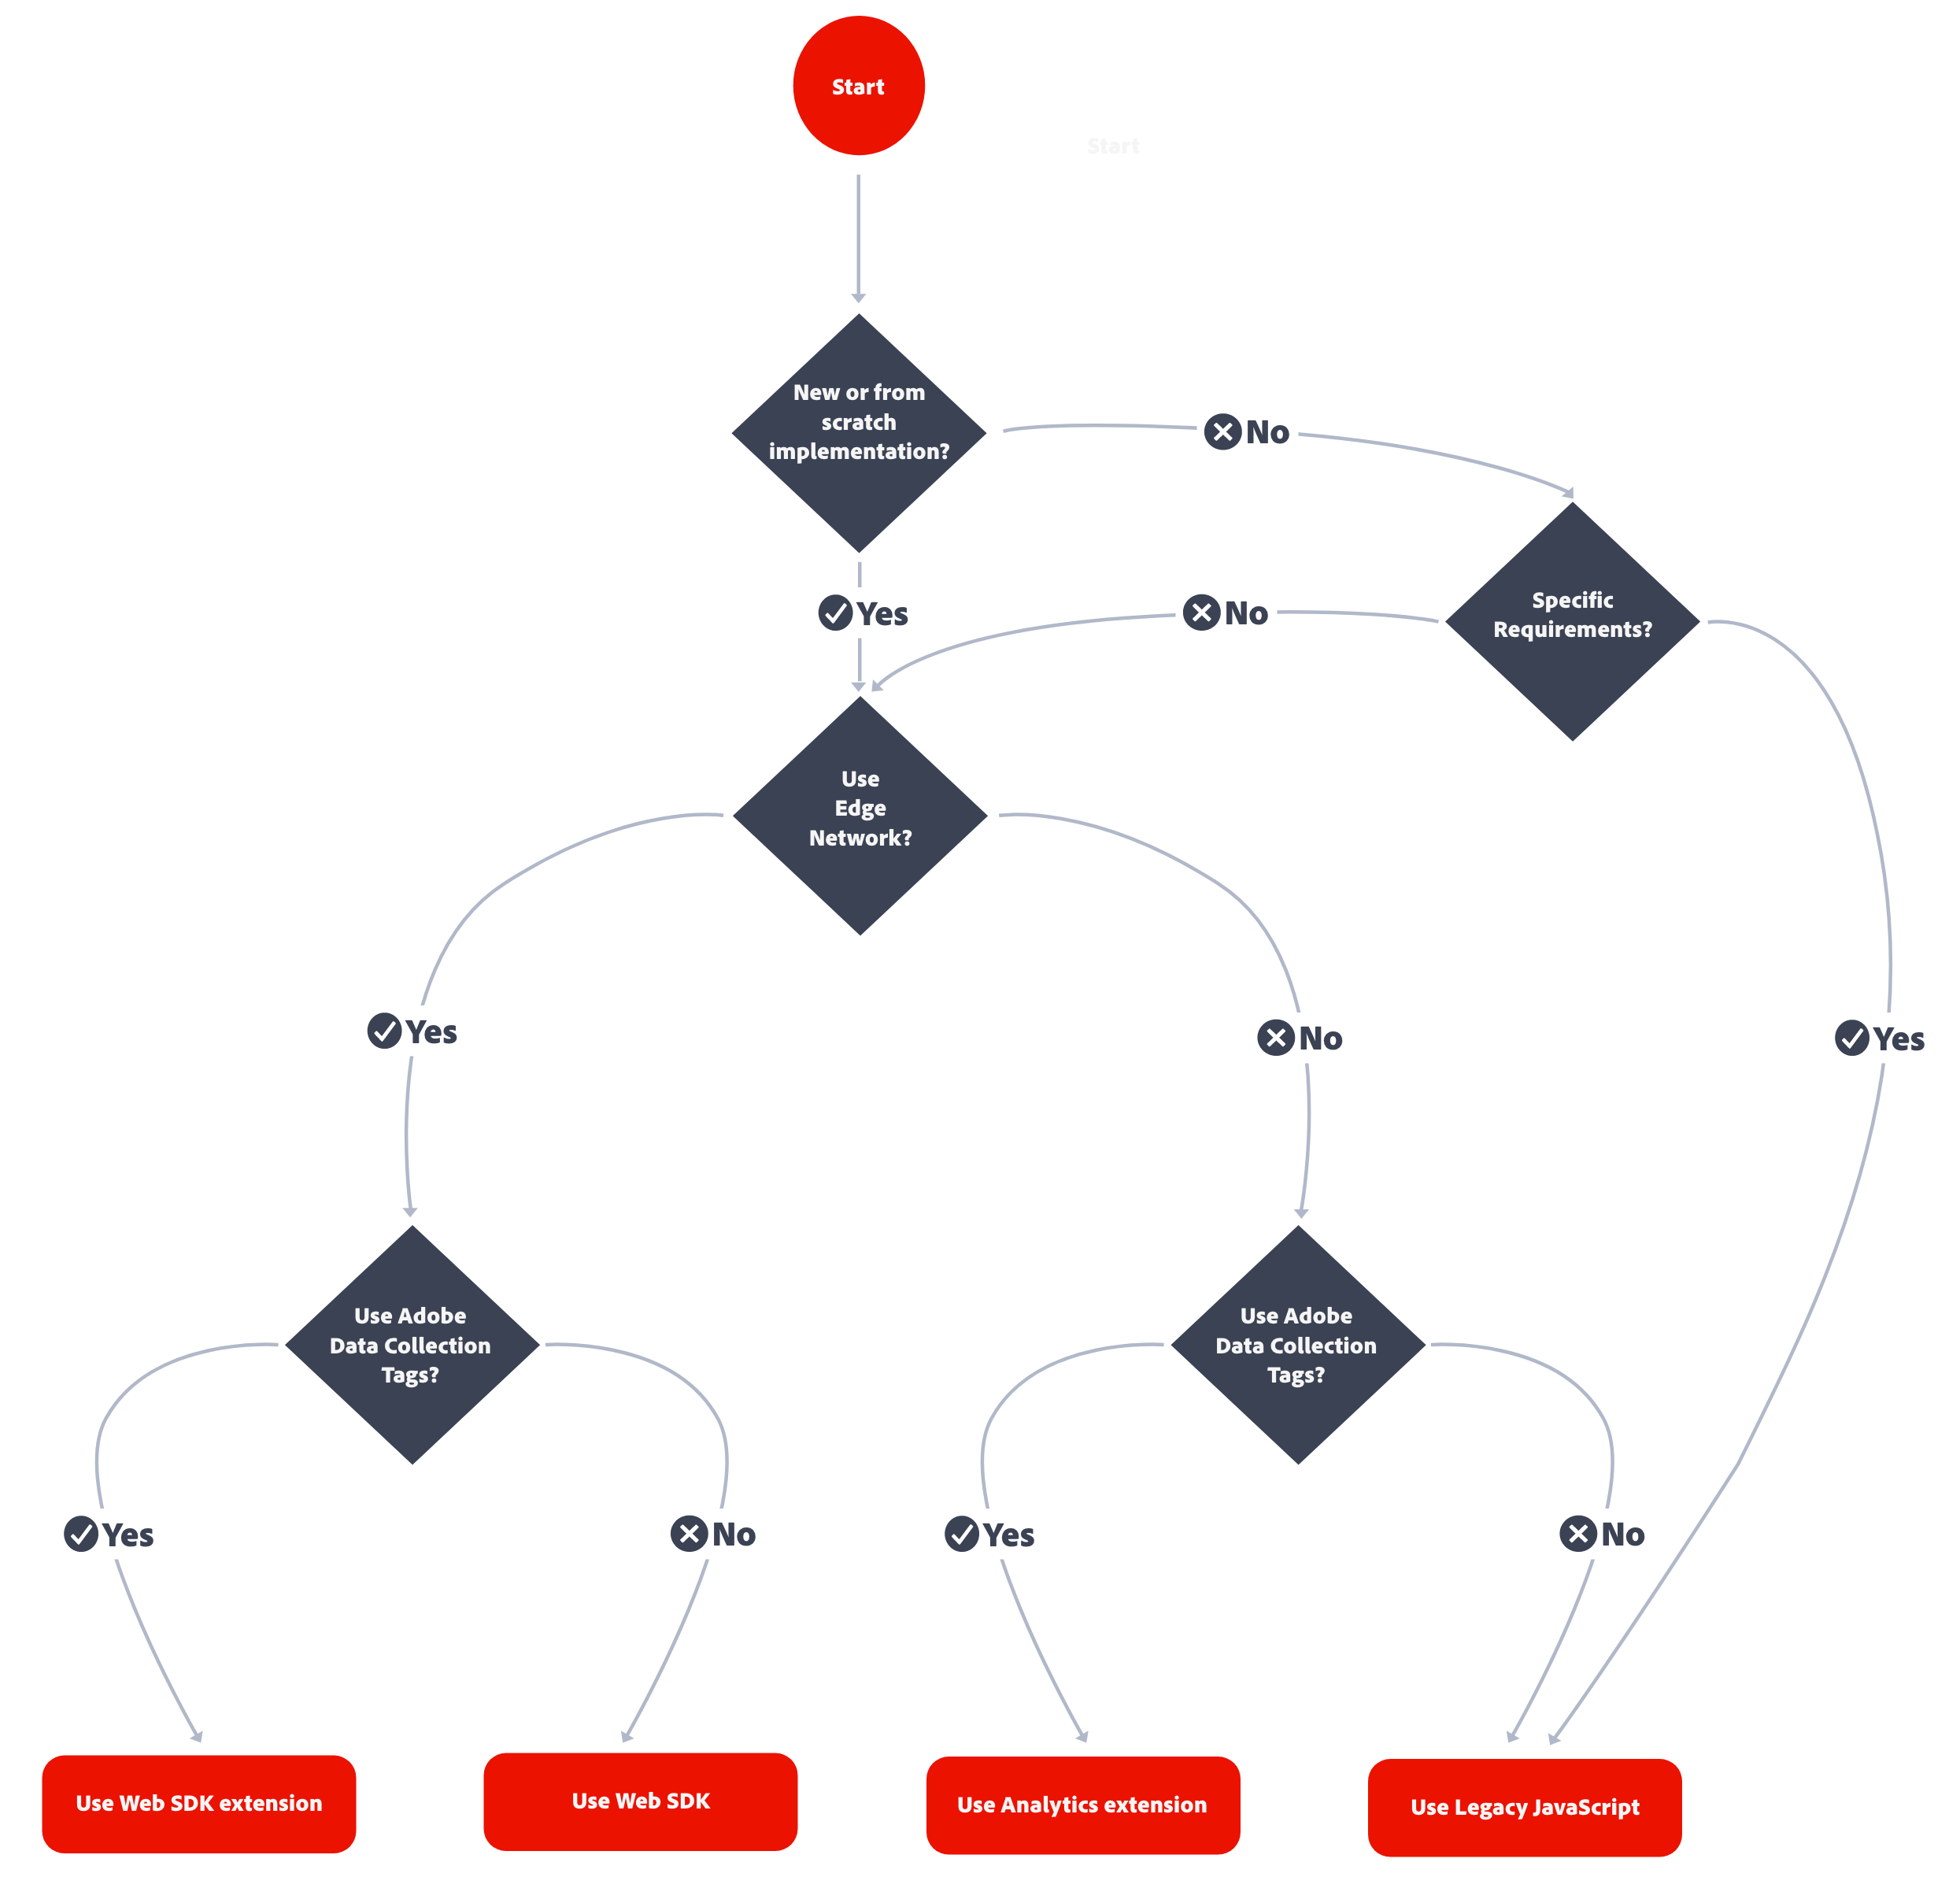 Start
Start
New or from
scratch
implementation?
No
Specific
Requirements?
Yes
No
Use
Edge
Network?
Yes
No
Yes
Use Adobe
Data Collection
Tags?
Use Adobe
Data Collection
Tags?
Yes
No
Yes
No
Use Web SDK extension
Use Web SDK
Use Analytics extension
Use Legacy JavaScript